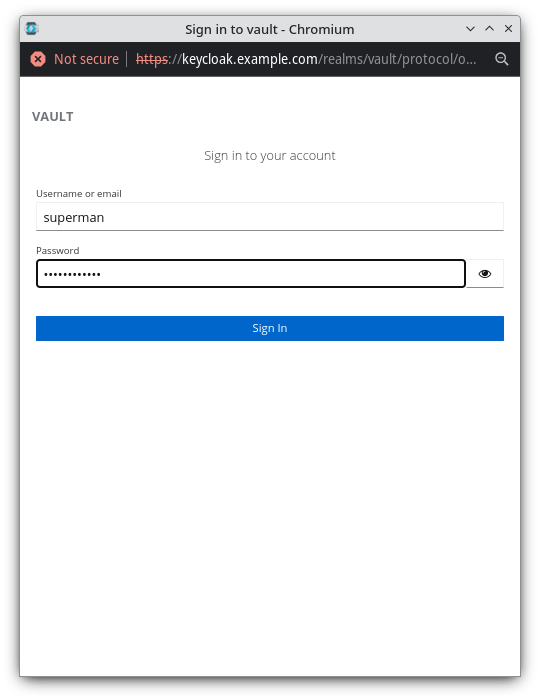 Sign in to vault - Chromium
Not secure | https://keycloak.example.com/realms/vault/protocol/o...
VAULT
Sign in to your account
Username or email
superman
Password
••••••••••••
Sign In